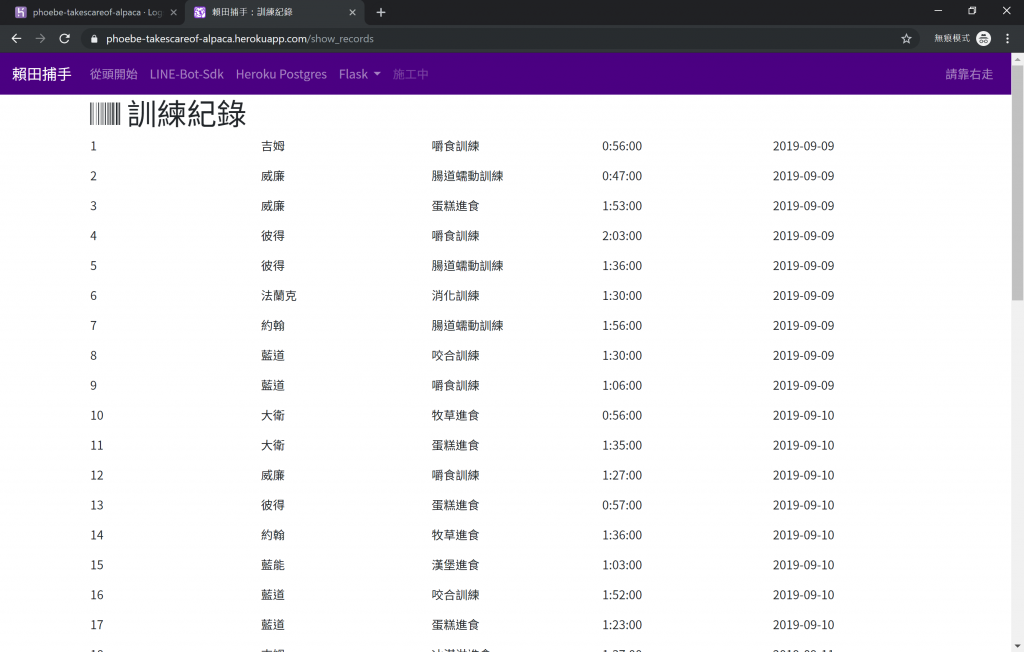 phoebe-takescareof-alpaca · Log
賴田捕手：訓練紀錄
phoebe-takescareof-alpaca.herokuapp.com/show_records
無痕模式
賴田捕手 從頭開始 LINE-Bot-Sdk Heroku Postgres Flask 施工中 請靠右走
訓練紀錄
1 吉姆 嚼食訓練 0:56:00 2019-09-09
2 威廉 腸道蠕動訓練 0:47:00 2019-09-09
3 威廉 蛋糕進食 1:53:00 2019-09-09
4 彼得 嚼食訓練 2:03:00 2019-09-09
5 彼得 腸道蠕動訓練 1:36:00 2019-09-09
6 法蘭克 消化訓練 1:30:00 2019-09-09
7 約翰 腸道蠕動訓練 1:56:00 2019-09-09
8 藍道 咬合訓練 1:30:00 2019-09-09
9 藍道 嚼食訓練 1:06:00 2019-09-09
10 大衛 牧草進食 0:56:00 2019-09-10
11 大衛 蛋糕進食 1:35:00 2019-09-10
12 威廉 嚼食訓練 1:27:00 2019-09-10
13 彼得 蛋糕進食 0:57:00 2019-09-10
14 約翰 牧草進食 1:36:00 2019-09-10
15 藍能 漢堡進食 1:03:00 2019-09-10
16 藍道 咬合訓練 1:52:00 2019-09-10
17 藍道 蛋糕進食 1:23:00 2019-09-10